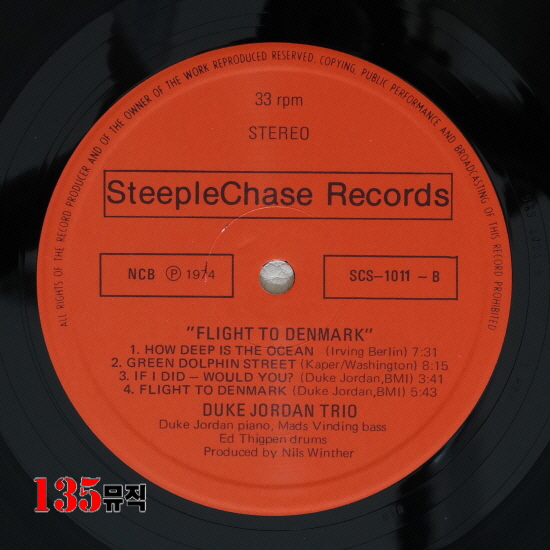 ALL RIGHTS OF THE RECORD PRODUCER AND OF THE OWNER OF THE WORK REPRODUCED RESERVED. COPYING, PUBLIC PERFORMANCE AND BROADCASTING OF THIS RECORD PROHIBITED
33 rpm
STEREO
SteepleChase Records
NCB Ⓟ 1974
SCS-1011 - B
"FLIGHT TO DENMARK"
1. HOW DEEP IS THE OCEAN (Irving Berlin) 7:31
2. GREEN DOLPHIN STREET (Kaper/Washington) 8:15
3. IF I DID – WOULD YOU? (Duke Jordan,BMI) 3:41
4. FLIGHT TO DENMARK (Duke Jordan,BMI) 5:43
DUKE JORDAN TRIO
Duke Jordan piano, Mads Vinding bass
Ed Thigpen drums
Produced by Nils Winther
135뮤직